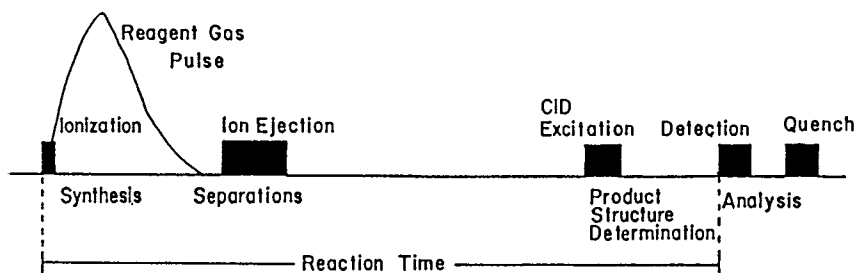 Reagent Gas
Pulse
Ionization
Ion Ejection
CID
Excitation
Detection
Quench
Synthesis
Separations
Product
Structure
Determination
Analysis
Reaction Time